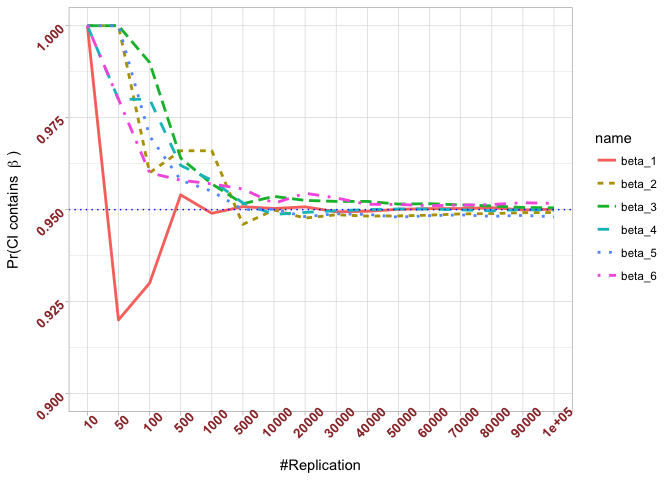 Pr(CI contains β )
1.000
0.975
0.950
0.925
0.900
10
50
100
500
1000
5000
10000
20000
30000
40000
50000
60000
70000
80000
90000
1e+05
#Replication
name
beta_1
beta_2
beta_3
beta_4
beta_5
beta_6